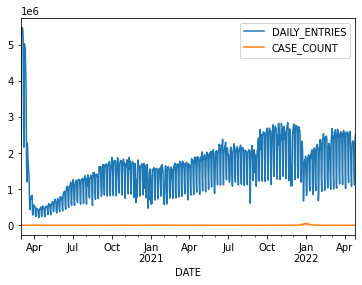 1e6
DAILY_ENTRIES
CASE_COUNT
5
4
3
2
1
0
Apr Jul Oct Jan Apr Jul Oct Jan Apr
2021 2022
DATE